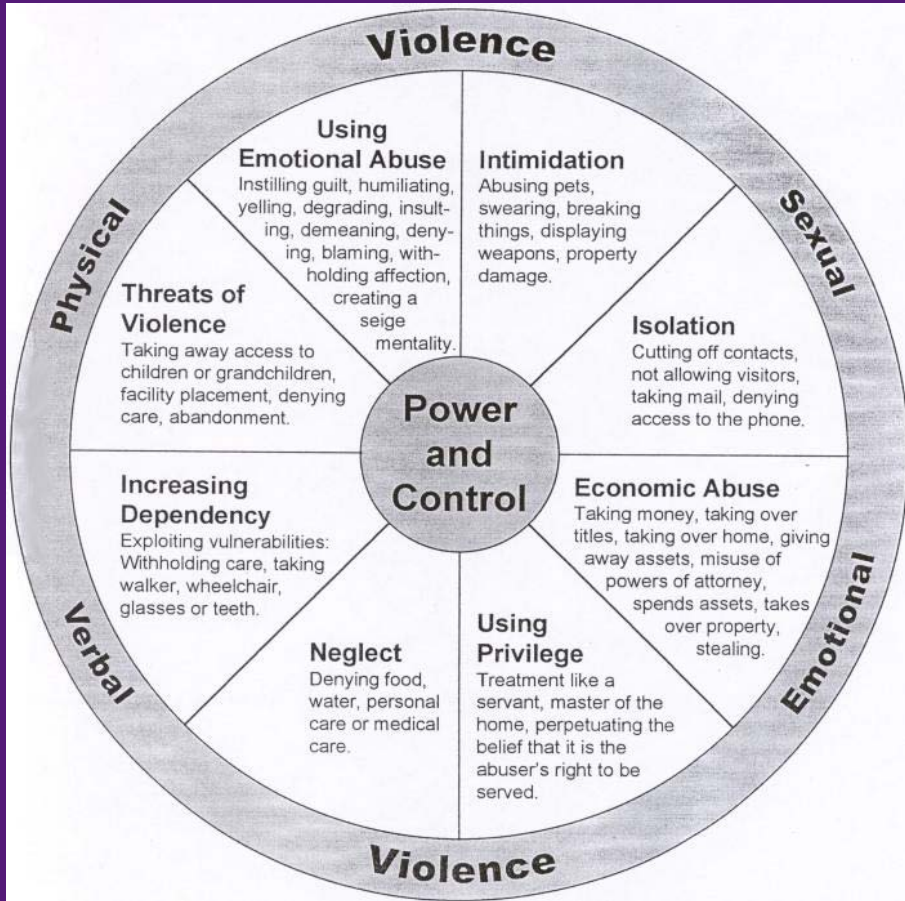 Violence
Using
Emotional Abuse
Instilling guilt, humiliating,
yelling, degrading, insult-
ing, demeaning, deny-
ing, blaming, with-
holding affection,
creating a
seige
mentality.
Intimidation
Abusing pets,
swearing, breaking
things, displaying
weapons, property
damage.
Sexual
Isolation
Cutting off contacts,
not allowing visitors,
taking mail, denying
access to the phone.
Economic Abuse
Taking money, taking over
titles, taking over home, giving
away assets, misuse of
powers of attorney,
spends assets, takes
over property,
stealing.
Emotional
Using
Privilege
Treatment like a
servant, master of the
home, perpetuating the
belief that it is the
abuser's right to be
served.
Violence
Neglect
Denying food,
water, personal
care or medical
care.
Verbal
Increasing
Dependency
Exploiting vulnerabilities:
Withholding care, taking
walker, wheelchair,
glasses or teeth.
Threats of
Violence
Taking away access to
children or grandchildren,
facility placement, denying
care, abandonment.
Physical
Power
and
Control